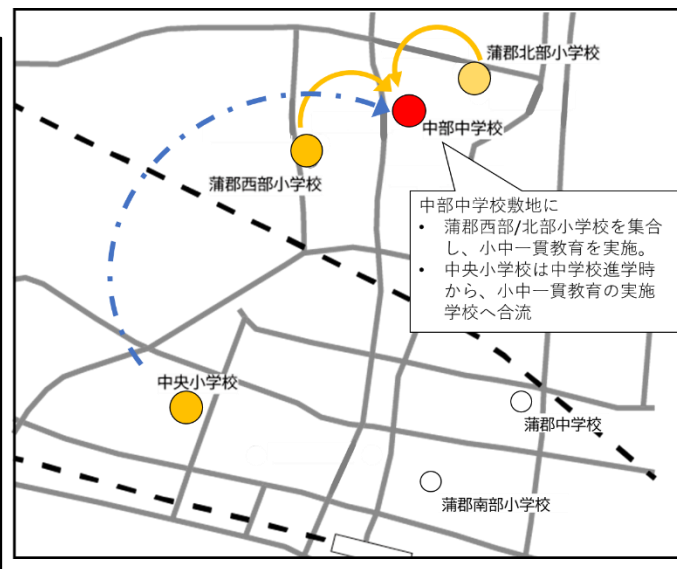 蒲郡北部小学校
中部中学校
蒲郡西部小学校
中部中学校敷地に
• 蒲郡西部/北部小学校を集合
し、小中一貫教育を実施。
• 中央小学校は中学校進学時
から、小中一貫教育の実施
学校へ合流
中央小学校
蒲郡中学校
蒲郡南部小学校